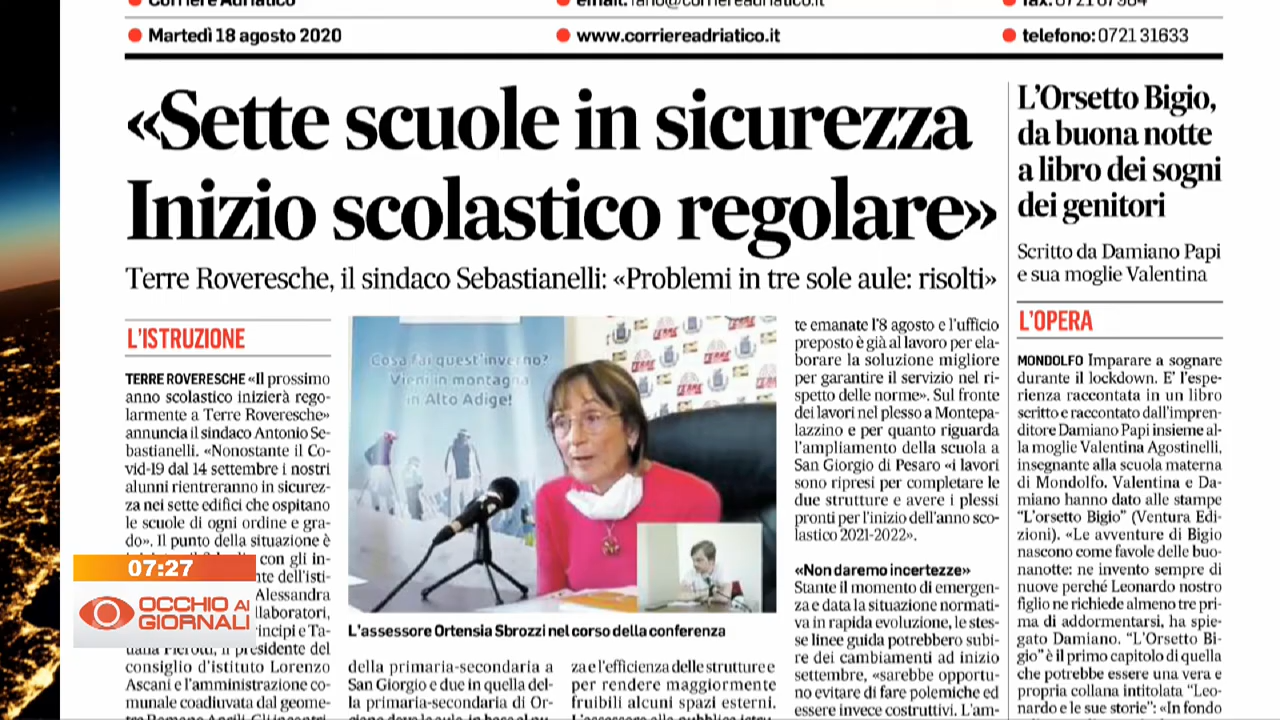 Corriere Adriatico
Martedì 18 agosto 2020
www.corriereadriatico.it
telefono: 0721 31633
«Sette scuole in sicurezza
Inizio scolastico regolare»
Terre Roveresche, il sindaco Sebastianelli: «Problemi in tre sole aule: risolti»
L'ISTRUZIONE
TERRE ROVERESCHE «Il prossimo
anno scolastico inizierà rego-
larmente a Terre Roveresche»
annuncia il sindaco Antonio Se-
bastianelli. «Nonostante il Co-
vid-19 dal 14 settembre i nostri
alunni rientreranno in sicurez-
za nei sette edifici che ospitano
le scuole di ogni ordine e gra-
do». Il punto della situazione è
con gli in-
dell'isti-
Alessandra
llaboratori,
incipi e Ta-
Pierotti, il presidente del
consiglio d'istituto Lorenzo
Ascani e l'amministrazione co-
munale coadiuvata dal geome-
07:27
OCCHIO AI
GIORNALI
Cosa fai quest'inverno?
Vieni in montagna
in Alto Adige!
L'assessore Ortensia Sbrozzi nel corso della conferenza
della primaria-secondaria a
San Giorgio e due in quella del-
la primaria-secondaria di Or-
za e l'efficienza delle strutture e
per rendere maggiormente
fruibili alcuni spazi esterni.
te emanate l'8 agosto e l'ufficio
preposto è già al lavoro per ela-
borare la soluzione migliore
per garantire il servizio nel ri-
spetto delle norme». Sul fronte
dei lavori nel plesso a Montepa-
lazzino e per quanto riguarda
l'ampliamento della scuola a
San Giorgio di Pesaro «i lavori
sono ripresi per completare le
due strutture e avere i plessi
pronti per l'inizio dell'anno sco-
lastico 2021-2022».
«Non daremo incertezze»
Stante il momento di emergen-
za e data la situazione normati-
va in rapida evoluzione, le stes-
se linee guida potrebbero subi-
re dei cambiamenti ad inizio
settembre, «sarebbe opportu-
no evitare di fare polemiche ed
essere invece costruttivi. L'am-
L'Orsetto Bigio,
da buona notte
a libro dei sogni
dei genitori
Scritto da Damiano Papi
e sua moglie Valentina
L'OPERA
MONDOLFO Imparare a sognare
durante il lockdown. E' l'espe-
rienza raccontata in un libro
scritto e raccontato dall'impren-
ditore Damiano Papi insieme al-
la moglie Valentina Agostinelli,
insegnante alla scuola materna
di Mondolfo. Valentina e Da-
miano hanno dato alle stampe
"L'orsetto Bigio" (Ventura Edi-
zioni). «Le avventure di Bigio
nascono come favole delle buo-
nanotte: ne invento sempre di
nuove perché Leonardo nostro
figlio ne richiede almeno tre pri-
ma di addormentarsi, ha spie-
gato Damiano. "L'Orsetto Bi-
gio" è il primo capitolo di quella
che potrebbe essere una vera e
propria collana intitolata "Leo-
nardo e le sue storie": «In fondo